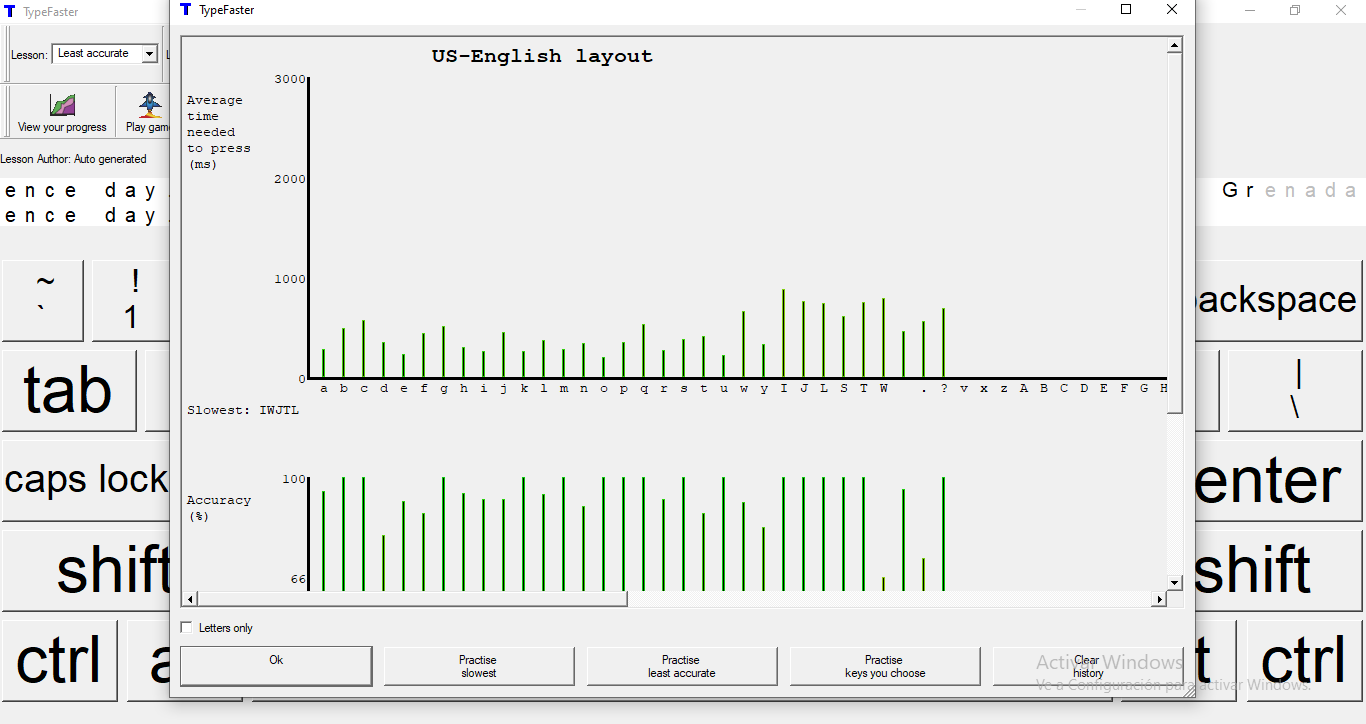 TypeFaster
TypeFaster
Lesson: Least accurate
View your progress
Play gam
Lesson Author: Auto generated
ence day.
ence day.
Grenada
US-English layout
Average
time
needed
to press
(ms)
3000
2000
1000
0
a b c d e f g h i j k l m n o p q r s t u w y I J L S T W . ? v x z A B C D E F G H
Slowest: IWJTL
Accuracy
(%)
100
66
Letters only
Ok
Practise
slowest
Practise
least accurate
Practise
keys you choose
Clear
history
~
`
!
1
ackspace
tab
|
\
caps lock
enter
shift
shift
ctrl
a
t
ctrl
Activar Windows
Ve a Configuración para activar Windows.